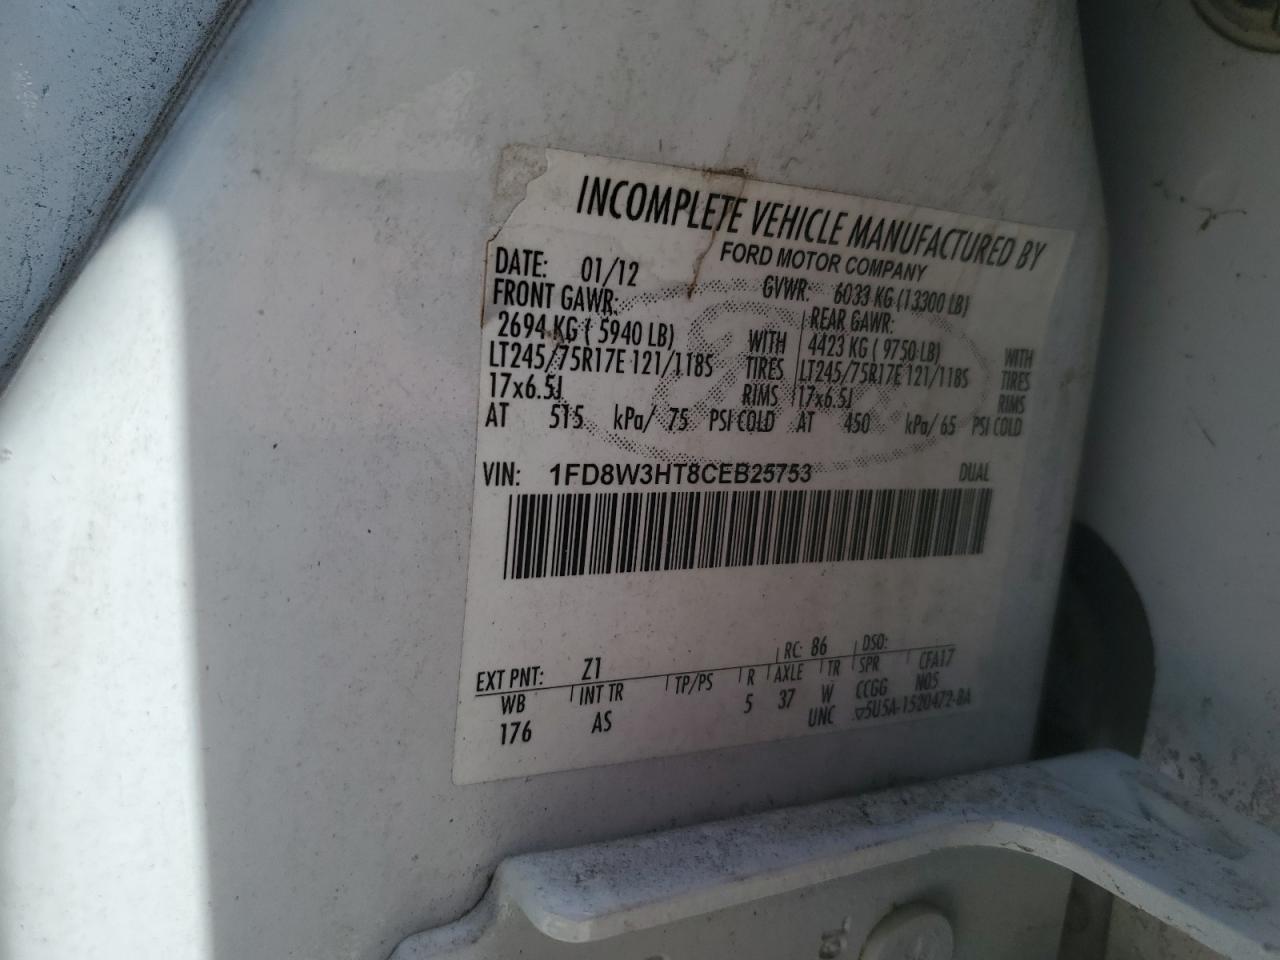 INCOMPLETE VEHICLE MANUFACTURED BY
FORD MOTOR COMPANY
DATE: 01/12 GVWR: 6033 KG (13300 LB)
FRONT GAWR: REAR GAWR:
2694 KG ( 5940 LB) WITH 4423 KG ( 9750 LB) WITH
LT245/75R17E 121/118S TIRES LT245/75R17E 121/118S TIRES
17x6.5J RIMS 17x6.5J RIMS
AT 515 kPa/ 75 PSI COLD AT 450 kPa/ 65 PSI COLD
VIN: 1FD8W3HT8CEB25753 DUAL
EXT PNT: Z1 RC: 86 DSO:
WB INT TR TP/PS R AXLE TR SPR CFA17
176 AS 5 37 W CCGG N05
UNC 5U5A-1520472-BA